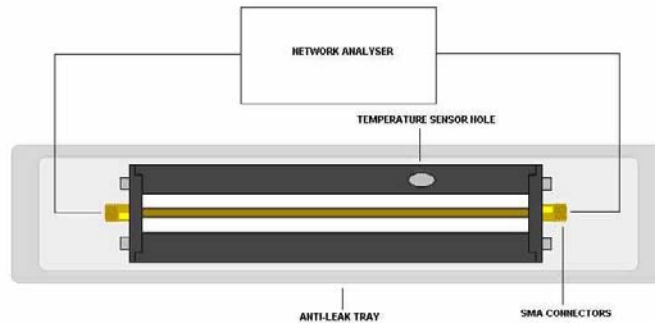 NETWORK ANALYSER
TEMPERATURE SENSOR HOLE
ANTI-LEAK TRAY
SMA CONNECTORS